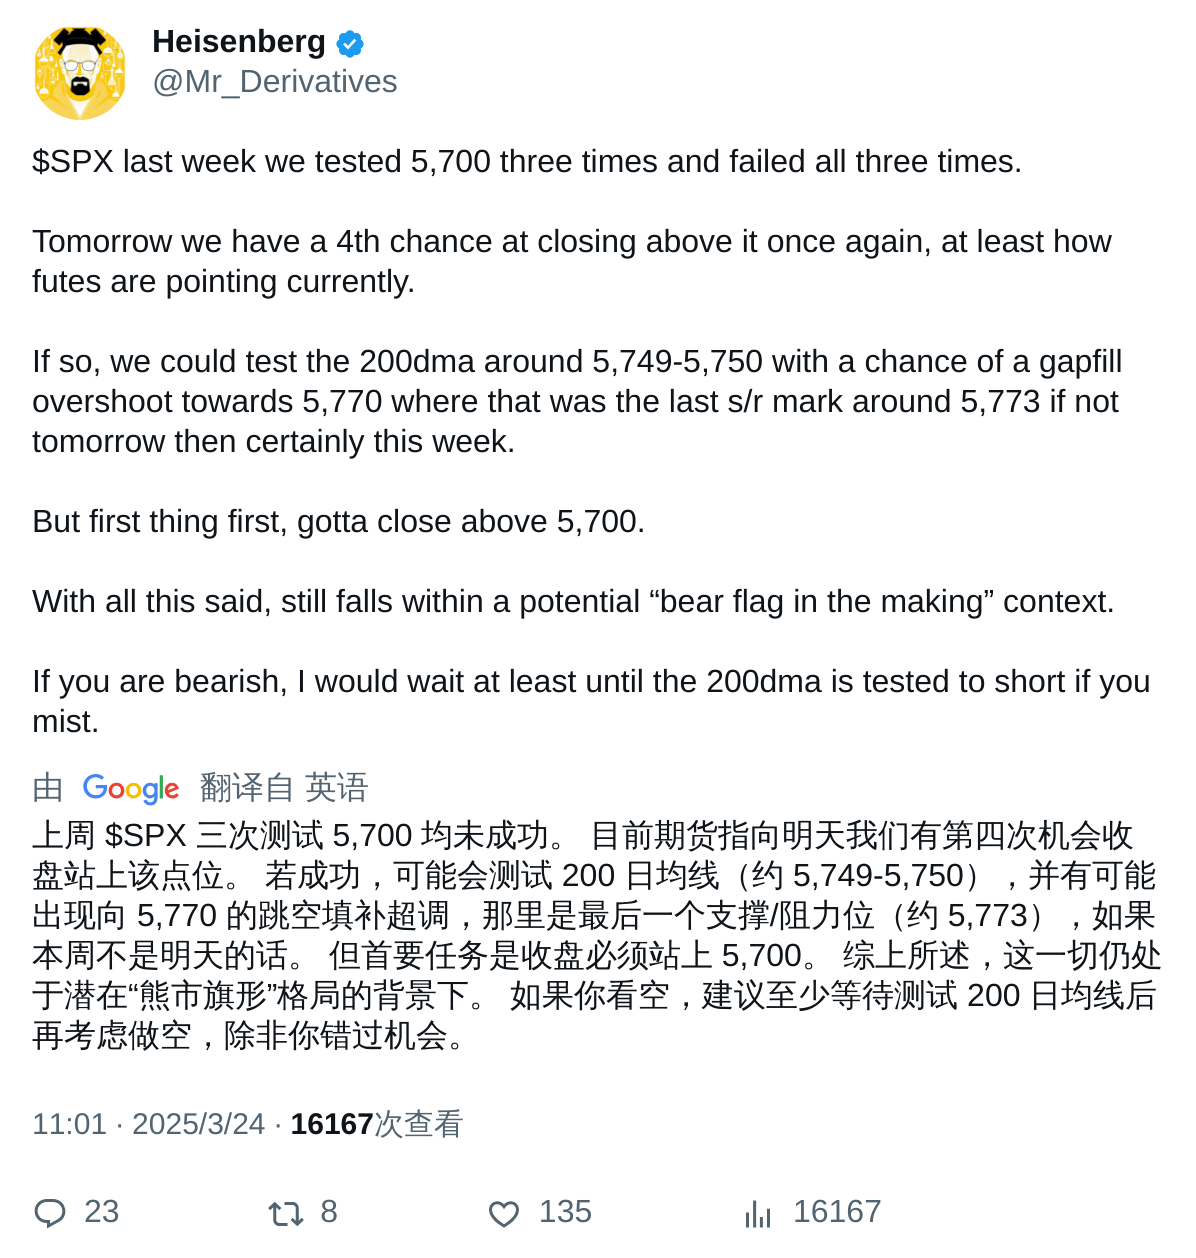 Heisenberg
@Mr_Derivatives
$SPX last week we tested 5,700 three times and failed all three times.
Tomorrow we have a 4th chance at closing above it once again, at least how
futes are pointing currently.
If so, we could test the 200dma around 5,749-5,750 with a chance of a gapfill
overshoot towards 5,770 where that was the last s/r mark around 5,773 if not
tomorrow then certainly this week.
But first thing first, gotta close above 5,700.
With all this said, still falls within a potential “bear flag in the making” context.
If you are bearish, I would wait at least until the 200dma is tested to short if you
mist.
由 Google 翻译自 英语
上周 $SPX 三次测试 5,700 均未成功。 目前期货指向明天我们有第四次机会收
盘站上该点位。 若成功，可能会测试 200 日均线（约 5,749-5,750），并有可能
出现向 5,770 的跳空填补超调，那里是最后一个支撑/阻力位（约 5,773），如果
本周不是明天的话。 但首要任务是收盘必须站上 5,700。 综上所述，这一切仍处
于潜在“熊市旗形”格局的背景下。 如果你看空，建议至少等待测试 200 日均线后
再考虑做空，除非你错过机会。
11:01 · 2025/3/24 · 16167次查看
23 8 135 16167